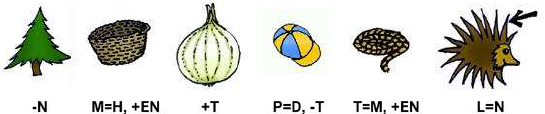 -N M=H, +EN +T P=D, -T T=M, +EN L=N